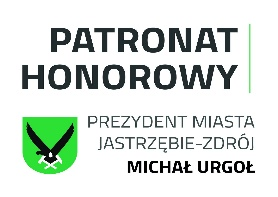 PATRONAT
HONOROWY
PREZYDENT MIASTA
JASTRZĘBIE-ZDRÓJ
MICHAŁ URGOŁ